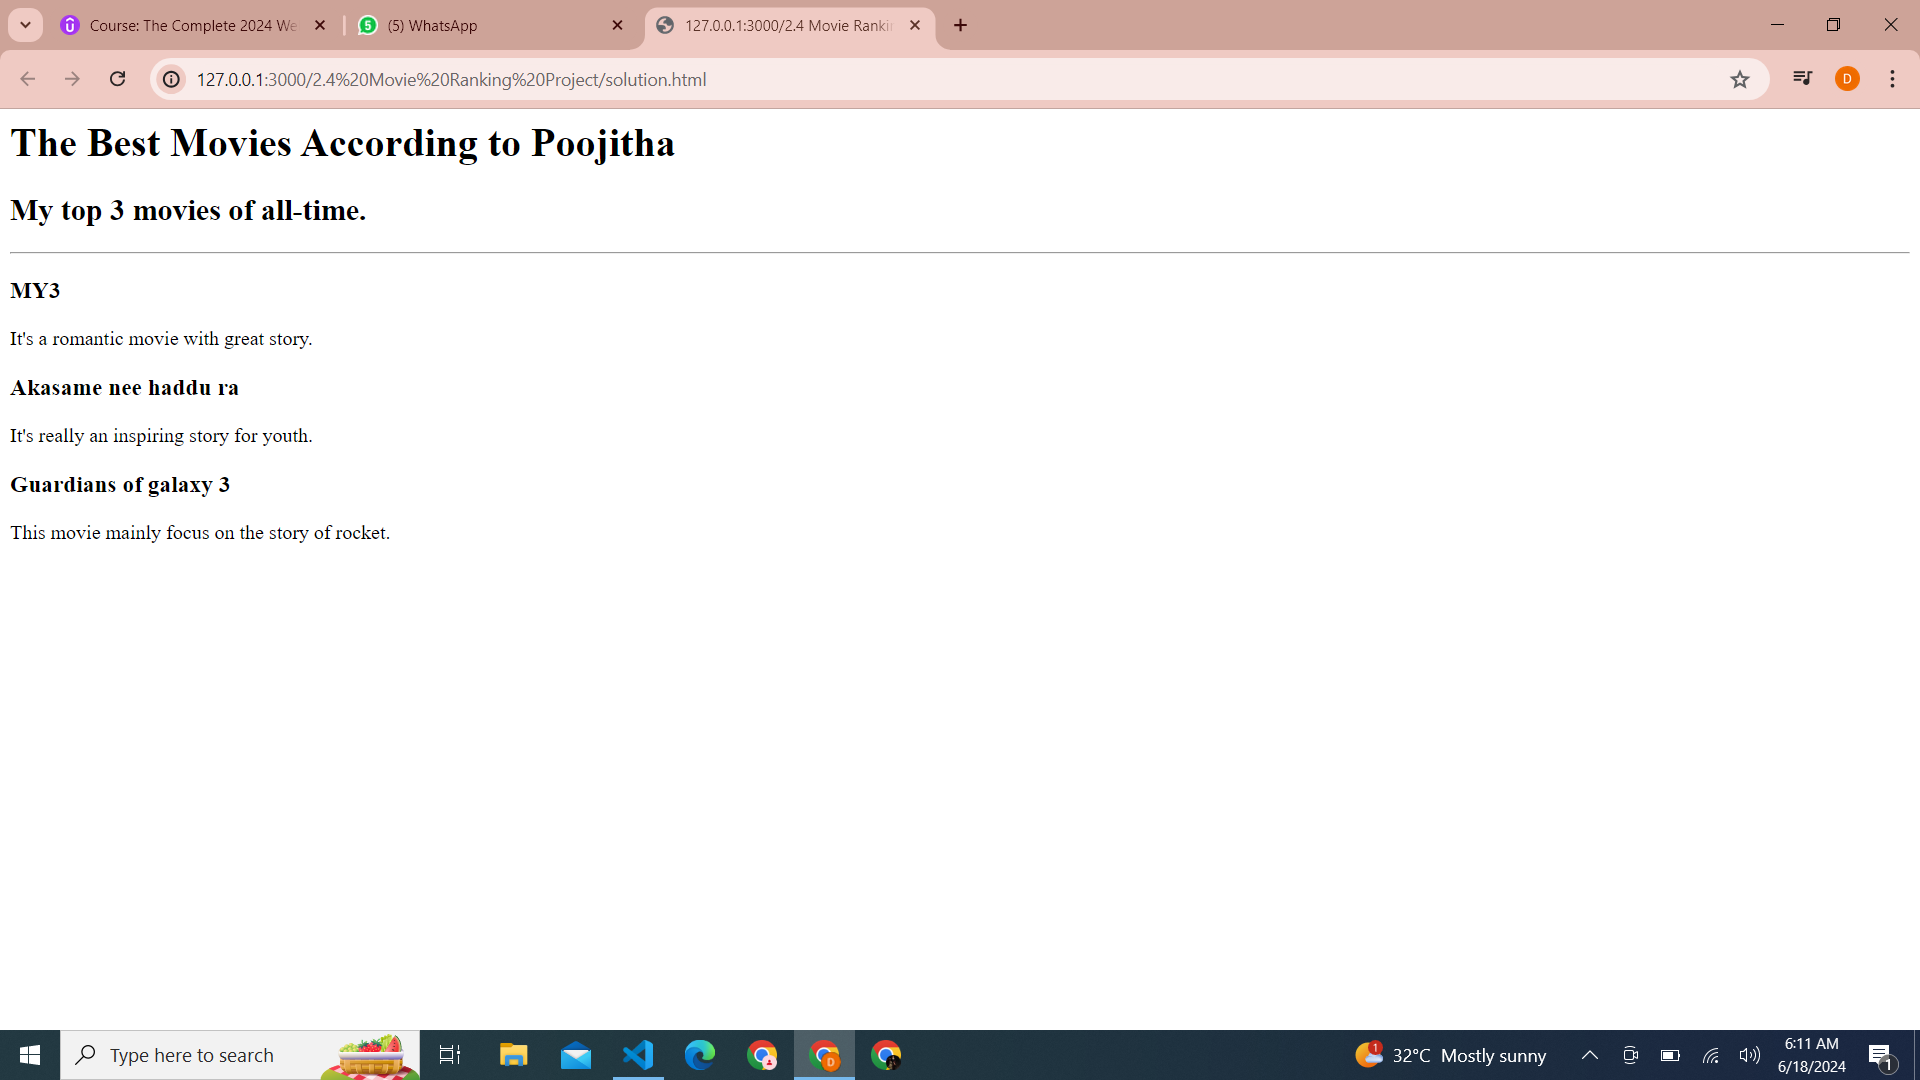 Course: The Complete 2024 We
(5) WhatsApp
127.0.0.1:3000/2.4 Movie Rankin
127.0.0.1:3000/2.4%20Movie%20Ranking%20Project/solution.html
D
The Best Movies According to Poojitha
My top 3 movies of all-time.
MY3
It's a romantic movie with great story.
Akasame nee haddu ra
It's really an inspiring story for youth.
Guardians of galaxy 3
This movie mainly focus on the story of rocket.
Type here to search
D
1
32°C Mostly sunny
6:11 AM
6/18/2024
1